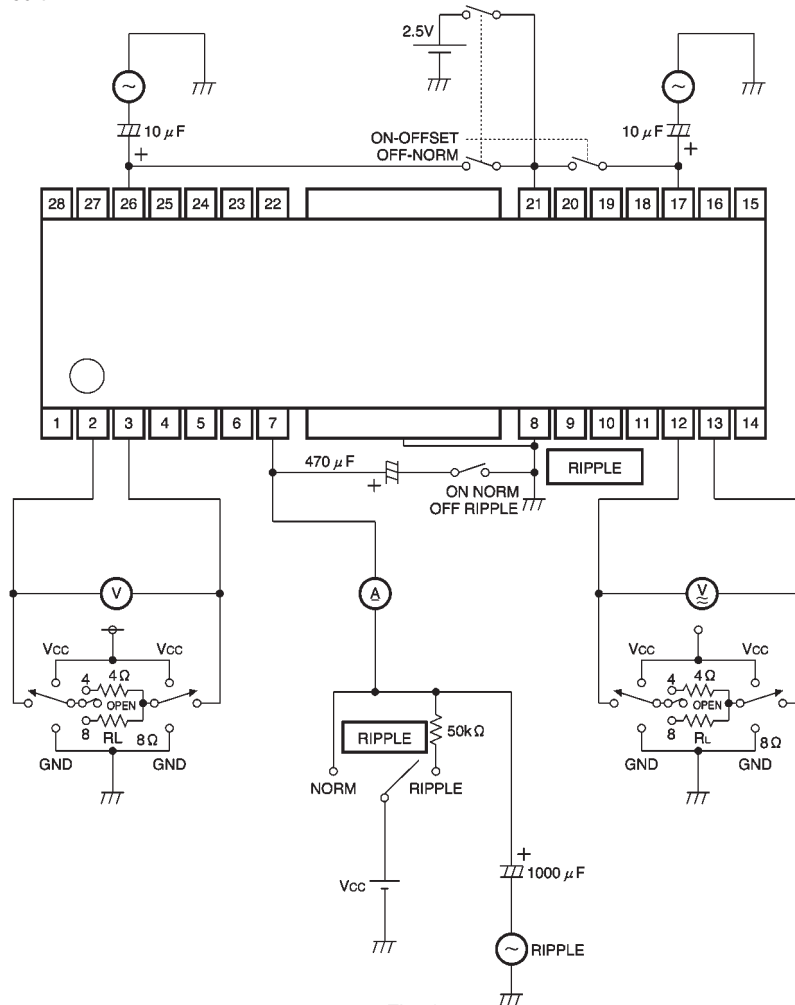 2.5V
10 μF
ON-OFFSET
OFF-NORM
10 μF
+
+
28 27 26 25 24 23 22 21 20 19 18 17 16 15
1 2 3 4 5 6 7 8 9 10 11 12 13 14
470 μF
+
RIPPLE
ON NORM
OFF RIPPLE
V
A
V
VCC VCC
4 4Ω
OPEN
8 RL 8Ω
GND GND
RIPPLE
50kΩ
NORM RIPPLE
VCC VCC
4 4Ω
OPEN
8 RL 8Ω
GND GND
+
1000 μF
VCC
RIPPLE